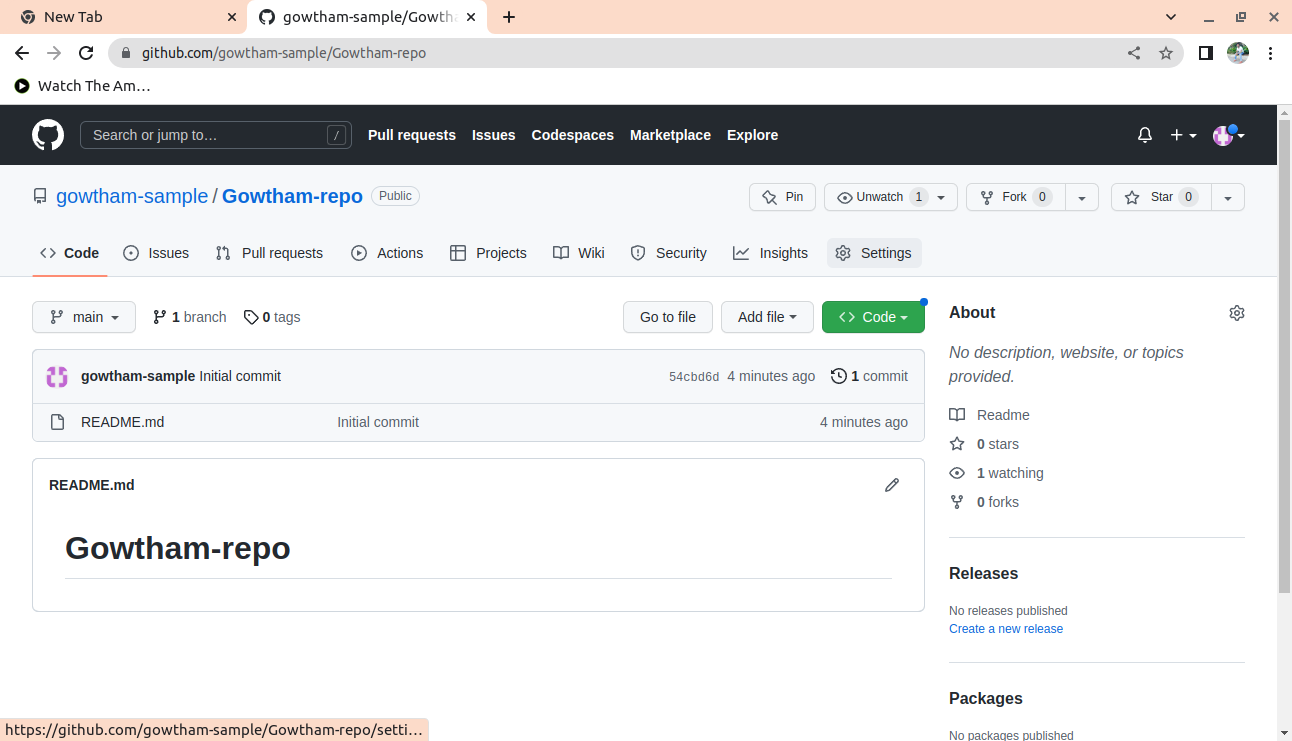 New Tab
gowtham-sample/Gowtha
github.com/gowtham-sample/Gowtham-repo
Watch The Am…
Search or jump to… / Pull requests Issues Codespaces Marketplace Explore
gowtham-sample / Gowtham-repo Public Pin Unwatch 1 Fork 0 Star 0
Code Issues Pull requests Actions Projects Wiki Security Insights Settings
main 1 branch 0 tags Go to file Add file Code
gowtham-sample Initial commit 54cbd6d 4 minutes ago 1 commit
README.md Initial commit 4 minutes ago
README.md
Gowtham-repo
About
No description, website, or topics
provided.
Readme
0 stars
1 watching
0 forks
Releases
No releases published
Create a new release
Packages
No packages published
https://github.com/gowtham-sample/Gowtham-repo/setti…